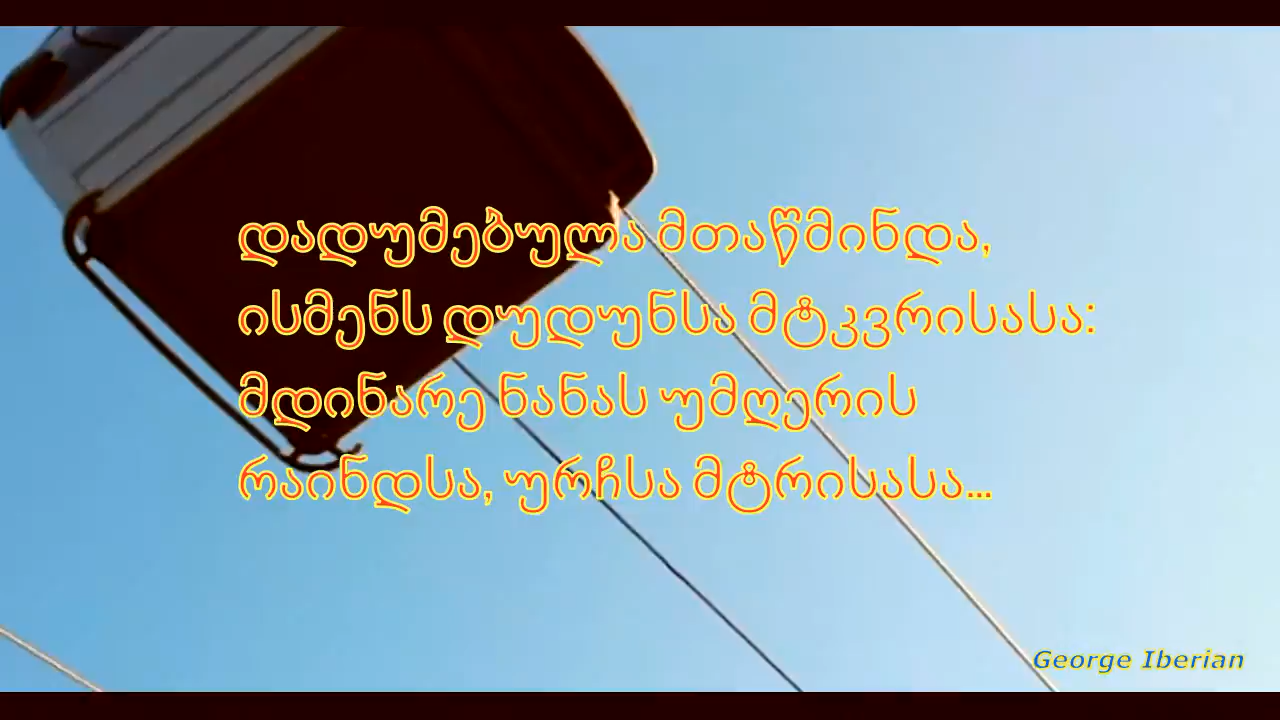 დადუმებულა მთაწმინდა,
ისმენს დუდუნსა მტკვრისასა:
მდინარე ნანას უმღერის
რაინდსა, ურჩსა მტრისასა...
George Iberian